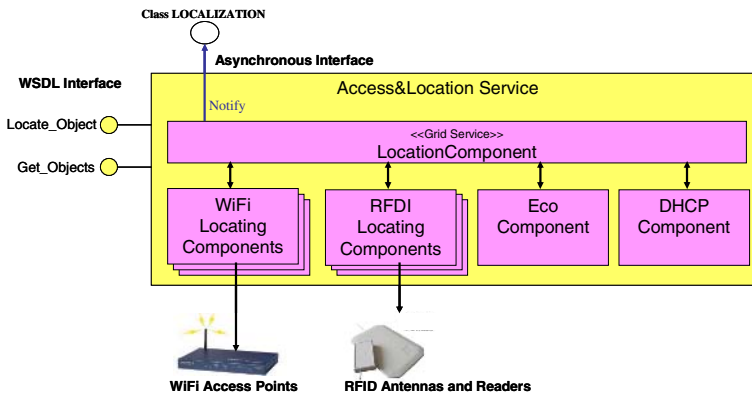 Class LOCALIZATION
Asynchronous Interface
WSDL Interface
Access&Location Service
Notify
Locate_Object
<<Grid Service>>
LocationComponent
Get_Objects
WiFi
Locating
Components
RFDI
Locating
Components
Eco
Component
DHCP
Component
WiFi Access Points
RFID Antennas and Readers